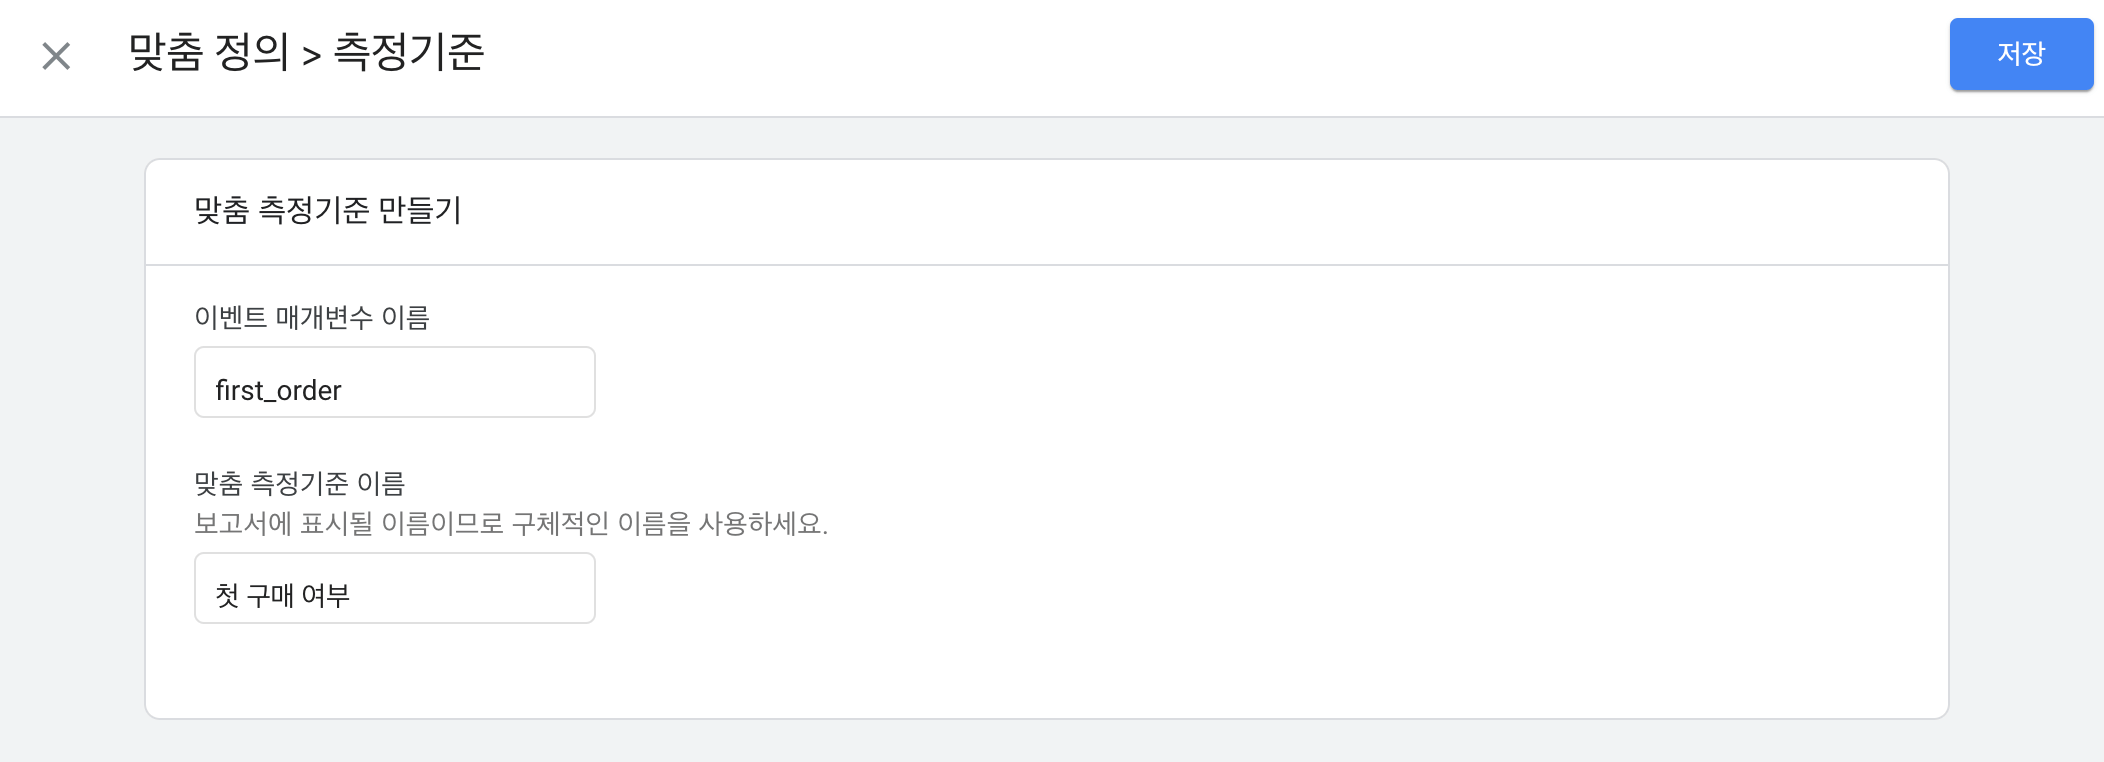 맞춤 정의 > 측정기준
저장
맞춤 측정기준 만들기
이벤트 매개변수 이름
first_order
맞춤 측정기준 이름
보고서에 표시될 이름이므로 구체적인 이름을 사용하세요.
첫 구매 여부